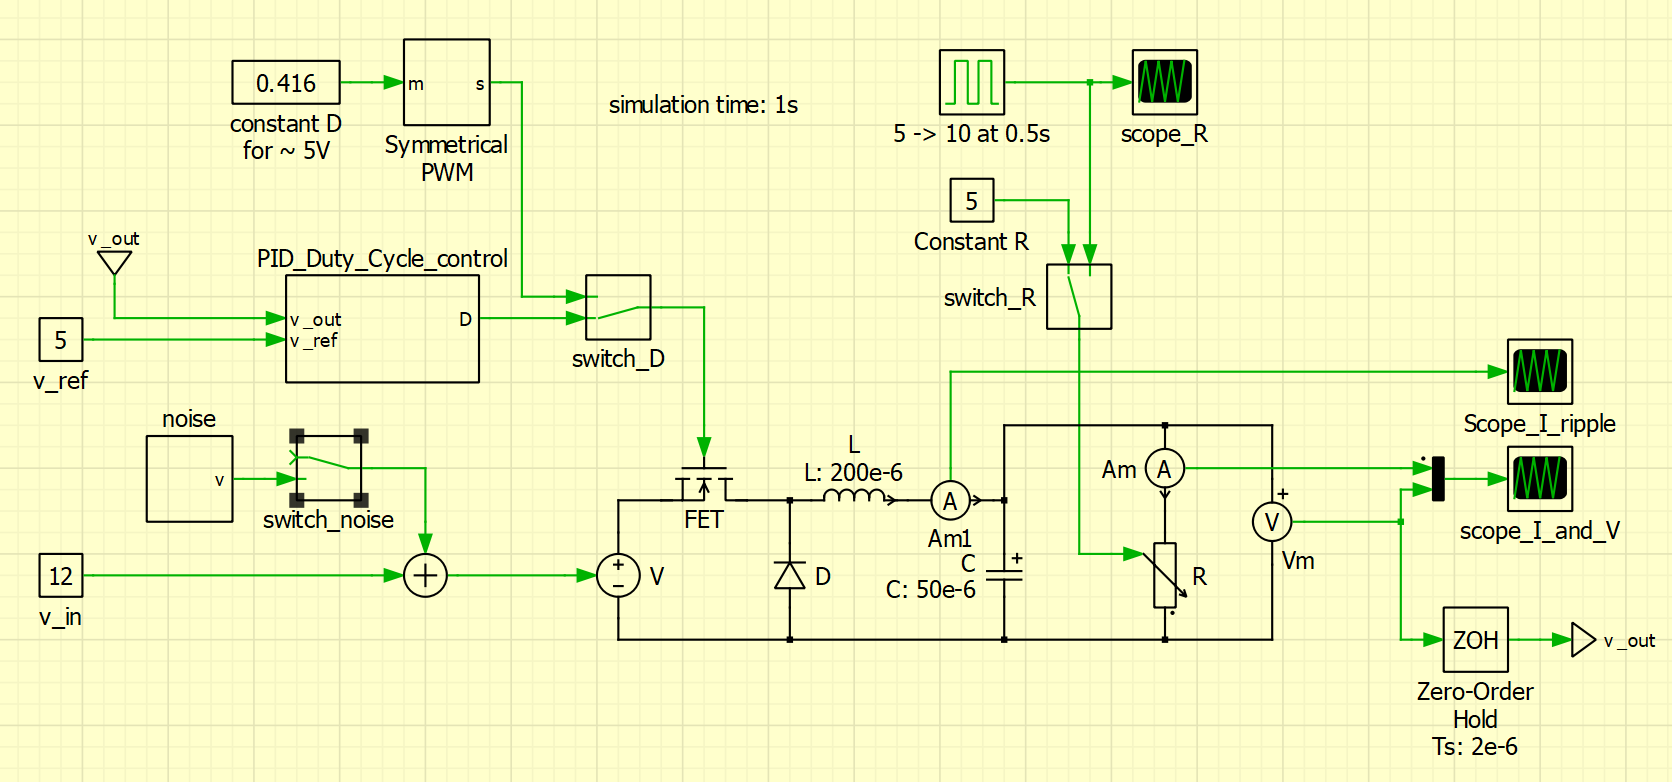 0.416
constant D
for ~ 5V
m
s
Symmetrical
PWM
simulation time: 1s
5 -> 10 at 0.5s
scope_R
5
Constant R
switch_R
v_out
PID_Duty_Cycle_control
v_out
v_ref
D
5
v_ref
switch_D
noise
v
switch_noise
12
v_in
+
+
−
V
FET
L
L: 200e-6
D
A
Am1
C
C: 50e-6
+
Am
A
R
V
+
Vm
Scope_I_ripple
scope_I_and_V
ZOH
v_out
Zero-Order
Hold
Ts: 2e-6